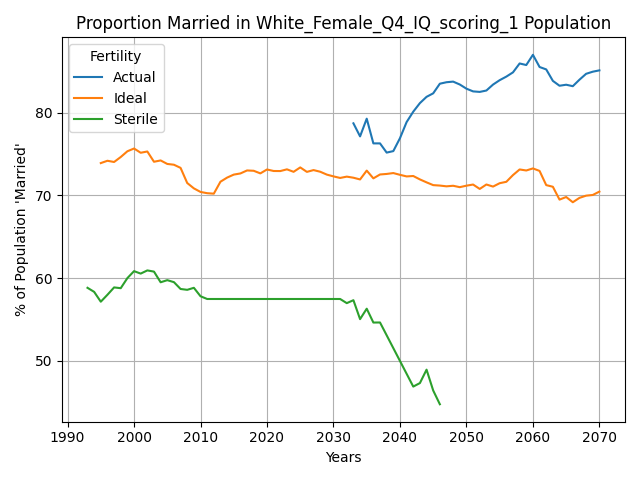 Proportion Married in White_Female_Q4_IQ_scoring_1 Population
Fertility
Actual
Ideal
Sterile
% of Population 'Married'
80
70
60
50
1990 2000 2010 2020 2030 2040 2050 2060 2070
Years